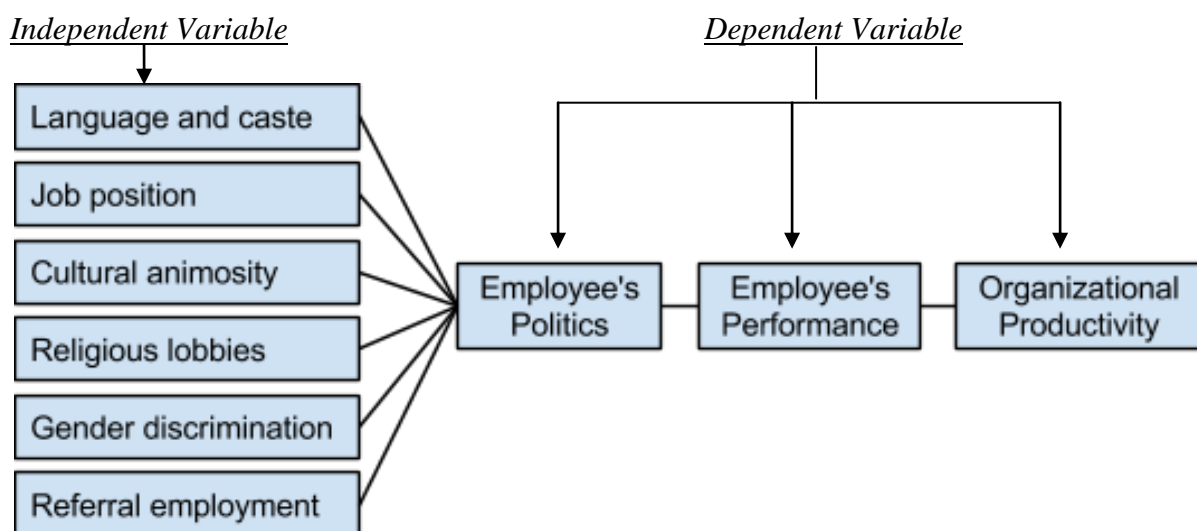 Independent Variable
Dependent Variable
Language and caste
Job position
Cultural animosity
Religious lobbies
Gender discrimination
Referral employment
Employee's
Politics
Employee's
Performance
Organizational
Productivity